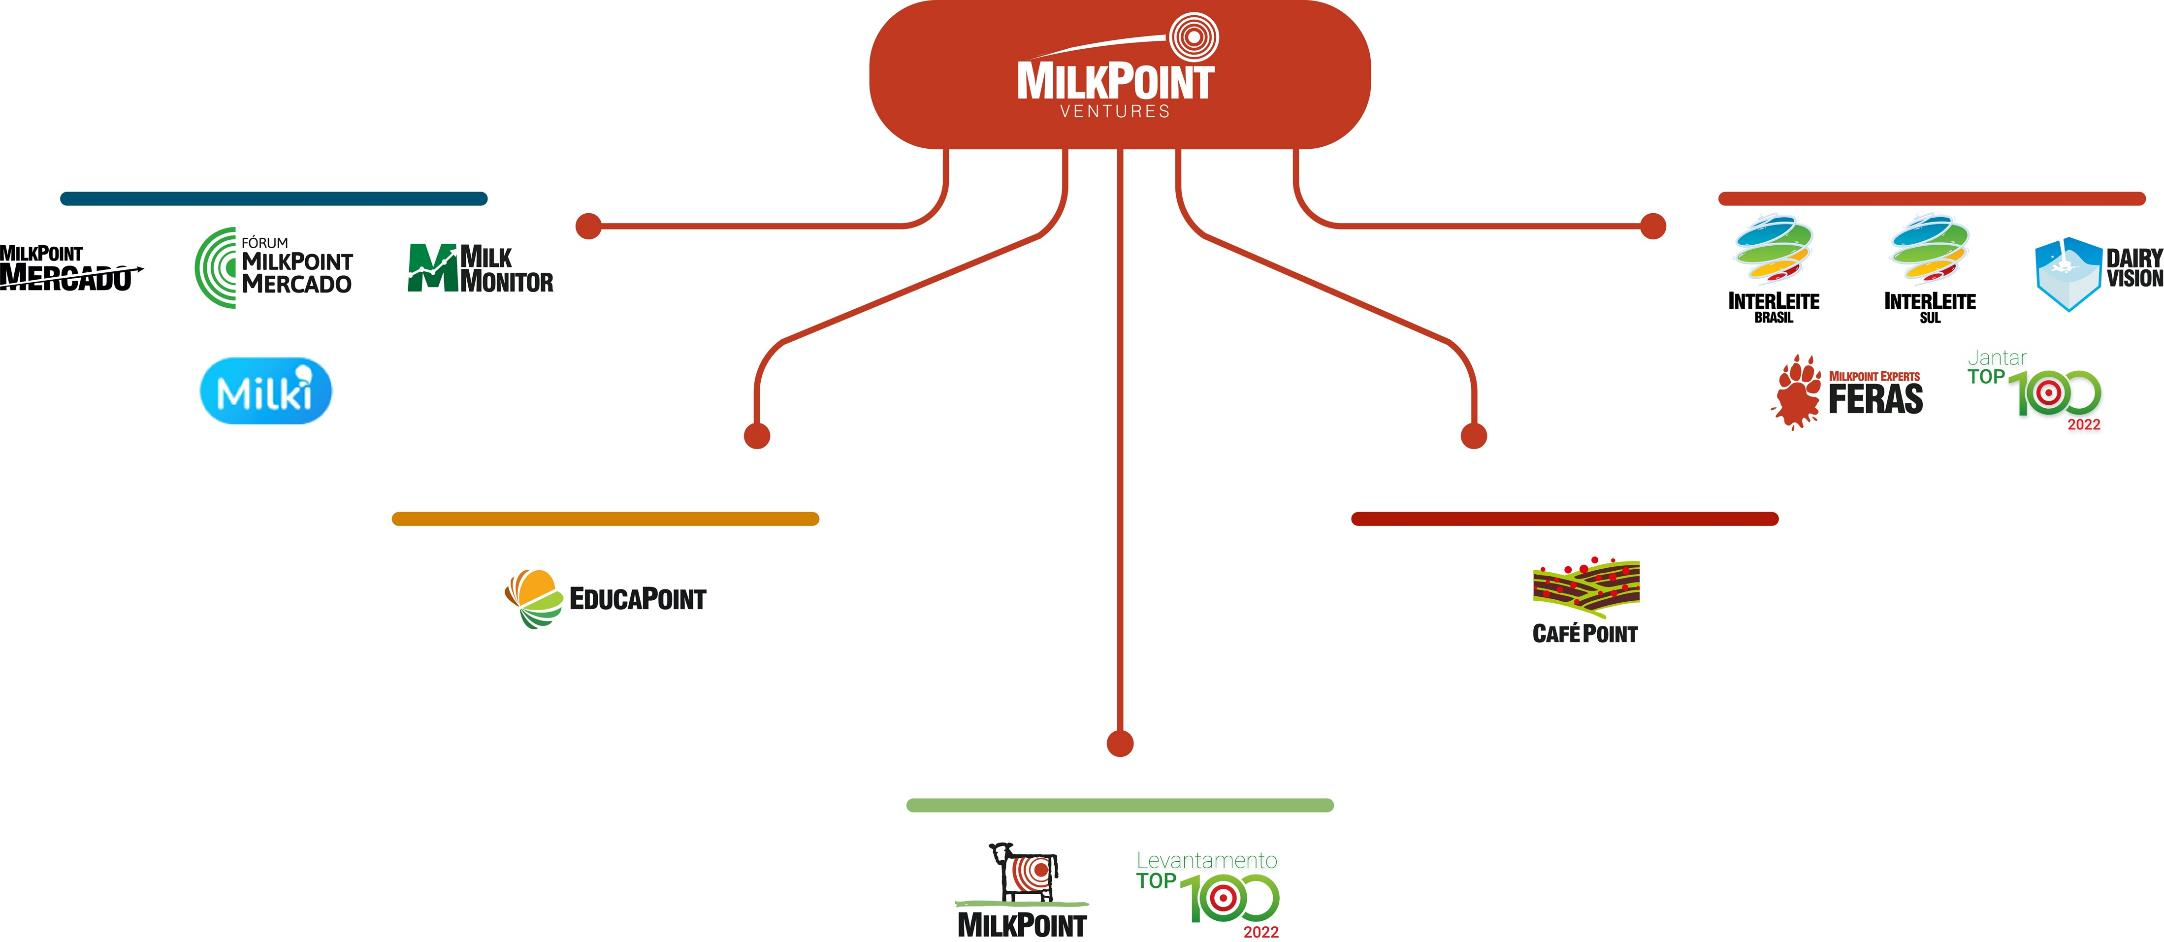 MILKPOINT
VENTURES
MILKPOINT
MERCADO
FÓRUM
MILKPOINT
MERCADO
MILK
MONITOR
Milki
INTERLEITE
BRASIL
INTERLEITE
SUL
DAIRY
VISION
MILKPOINT EXPERTS
FERAS
Jantar
TOP 100
2022
EDUCAPOINT
CAFÉ POINT
MILKPOINT
Levantamento
TOP 100
2022